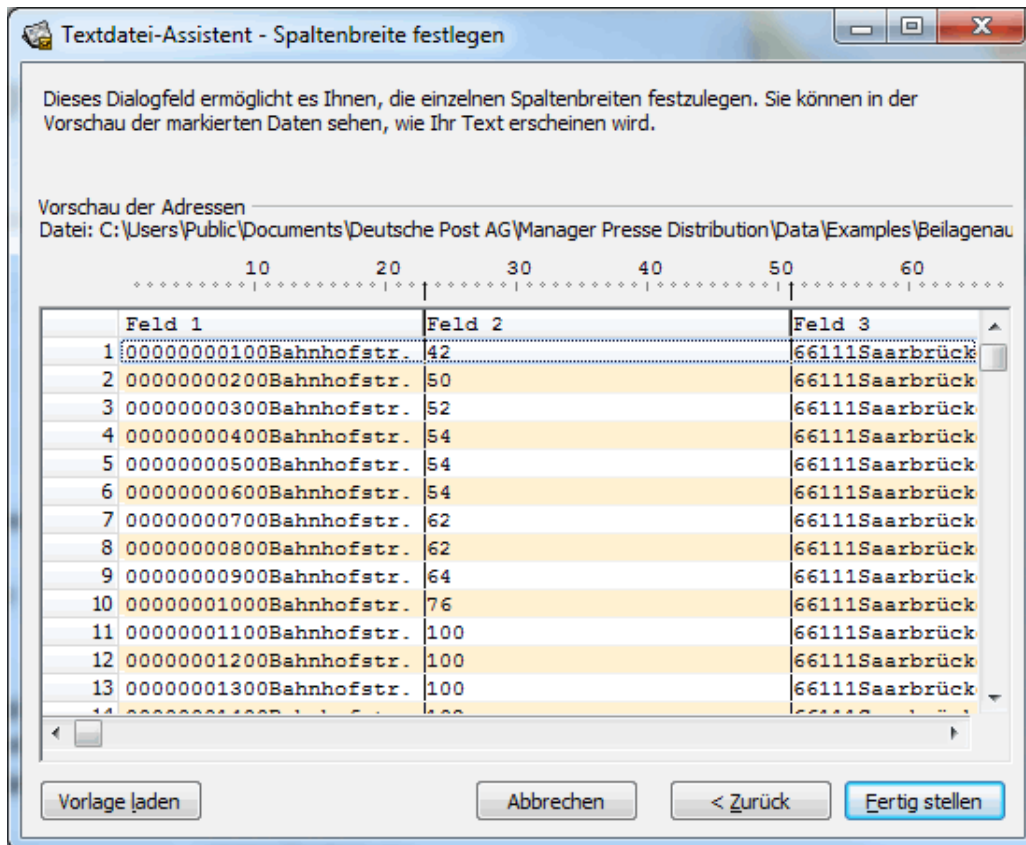 Textdatei-Assistent - Spaltenbreite festlegen
Dieses Dialogfeld ermöglicht es Ihnen, die einzelnen Spaltenbreiten festzulegen. Sie können in der
Vorschau der markierten Daten sehen, wie Ihr Text erscheinen wird.
Vorschau der Adressen
Datei: C:\Users\Public\Documents\Deutsche Post AG\Manager Presse Distribution\Data\Examples\Beilagenau
10 20 30 40 50 60
Feld 1 Feld 2 Feld 3
1 00000000100Bahnhofstr. 42 66111Saarbrück
2 00000000200Bahnhofstr. 50 66111Saarbrück
3 00000000300Bahnhofstr. 52 66111Saarbrück
4 00000000400Bahnhofstr. 54 66111Saarbrück
5 00000000500Bahnhofstr. 54 66111Saarbrück
6 00000000600Bahnhofstr. 54 66111Saarbrück
7 00000000700Bahnhofstr. 62 66111Saarbrück
8 00000000800Bahnhofstr. 62 66111Saarbrück
9 00000000900Bahnhofstr. 64 66111Saarbrück
10 00000001000Bahnhofstr. 76 66111Saarbrück
11 00000001100Bahnhofstr. 100 66111Saarbrück
12 00000001200Bahnhofstr. 100 66111Saarbrück
13 00000001300Bahnhofstr. 100 66111Saarbrück
Vorlage laden Abbrechen < Zurück Fertig stellen